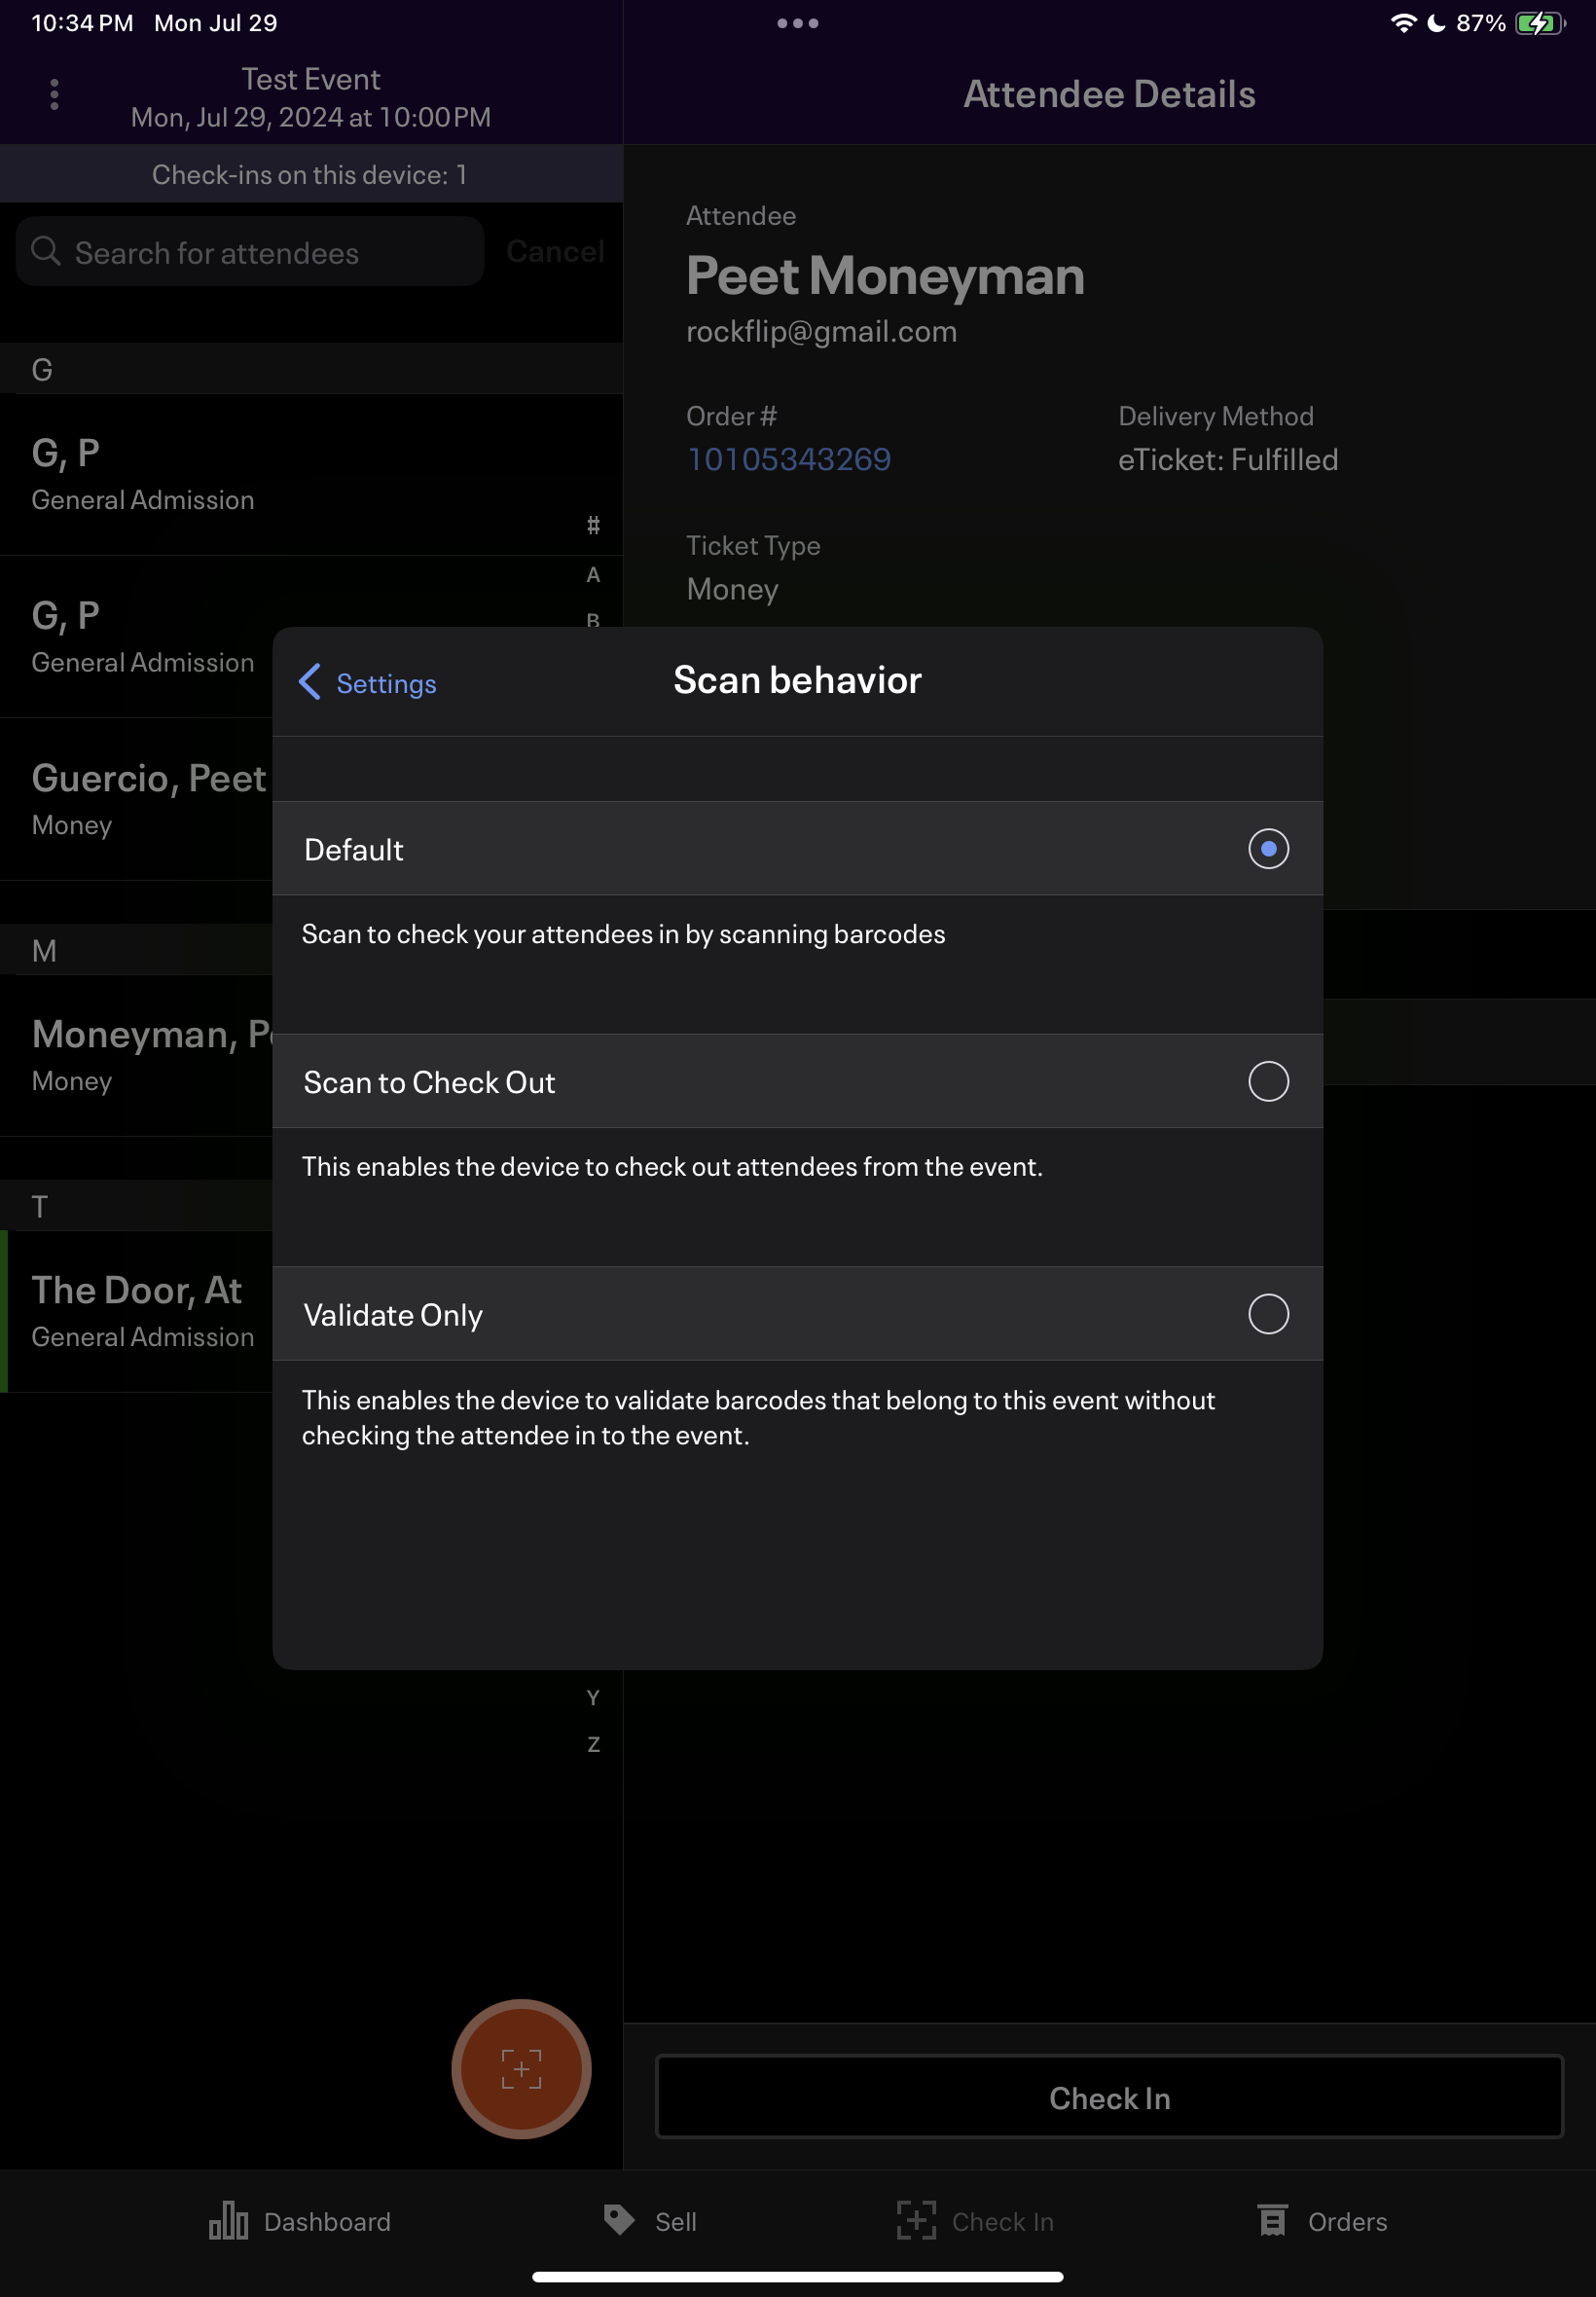 10:34 PM Mon Jul 29
87%
Test Event
Mon, Jul 29, 2024 at 10:00 PM
Attendee Details
Check-ins on this device: 1
Search for attendees
Cancel
G
G, P
General Admission
G, P
General Admission
Guercio, Peet
Money
M
Moneyman, P
Money
T
The Door, At
General Admission
#
A
B
Y
Z
Attendee
Peet Moneyman
rockflip@gmail.com
Order #
10105343269
Delivery Method
eTicket: Fulfilled
Ticket Type
Money
Settings
Scan behavior
Default
Scan to check your attendees in by scanning barcodes
Scan to Check Out
This enables the device to check out attendees from the event.
Validate Only
This enables the device to validate barcodes that belong to this event without
checking the attendee in to the event.
Check In
Dashboard
Sell
Check In
Orders